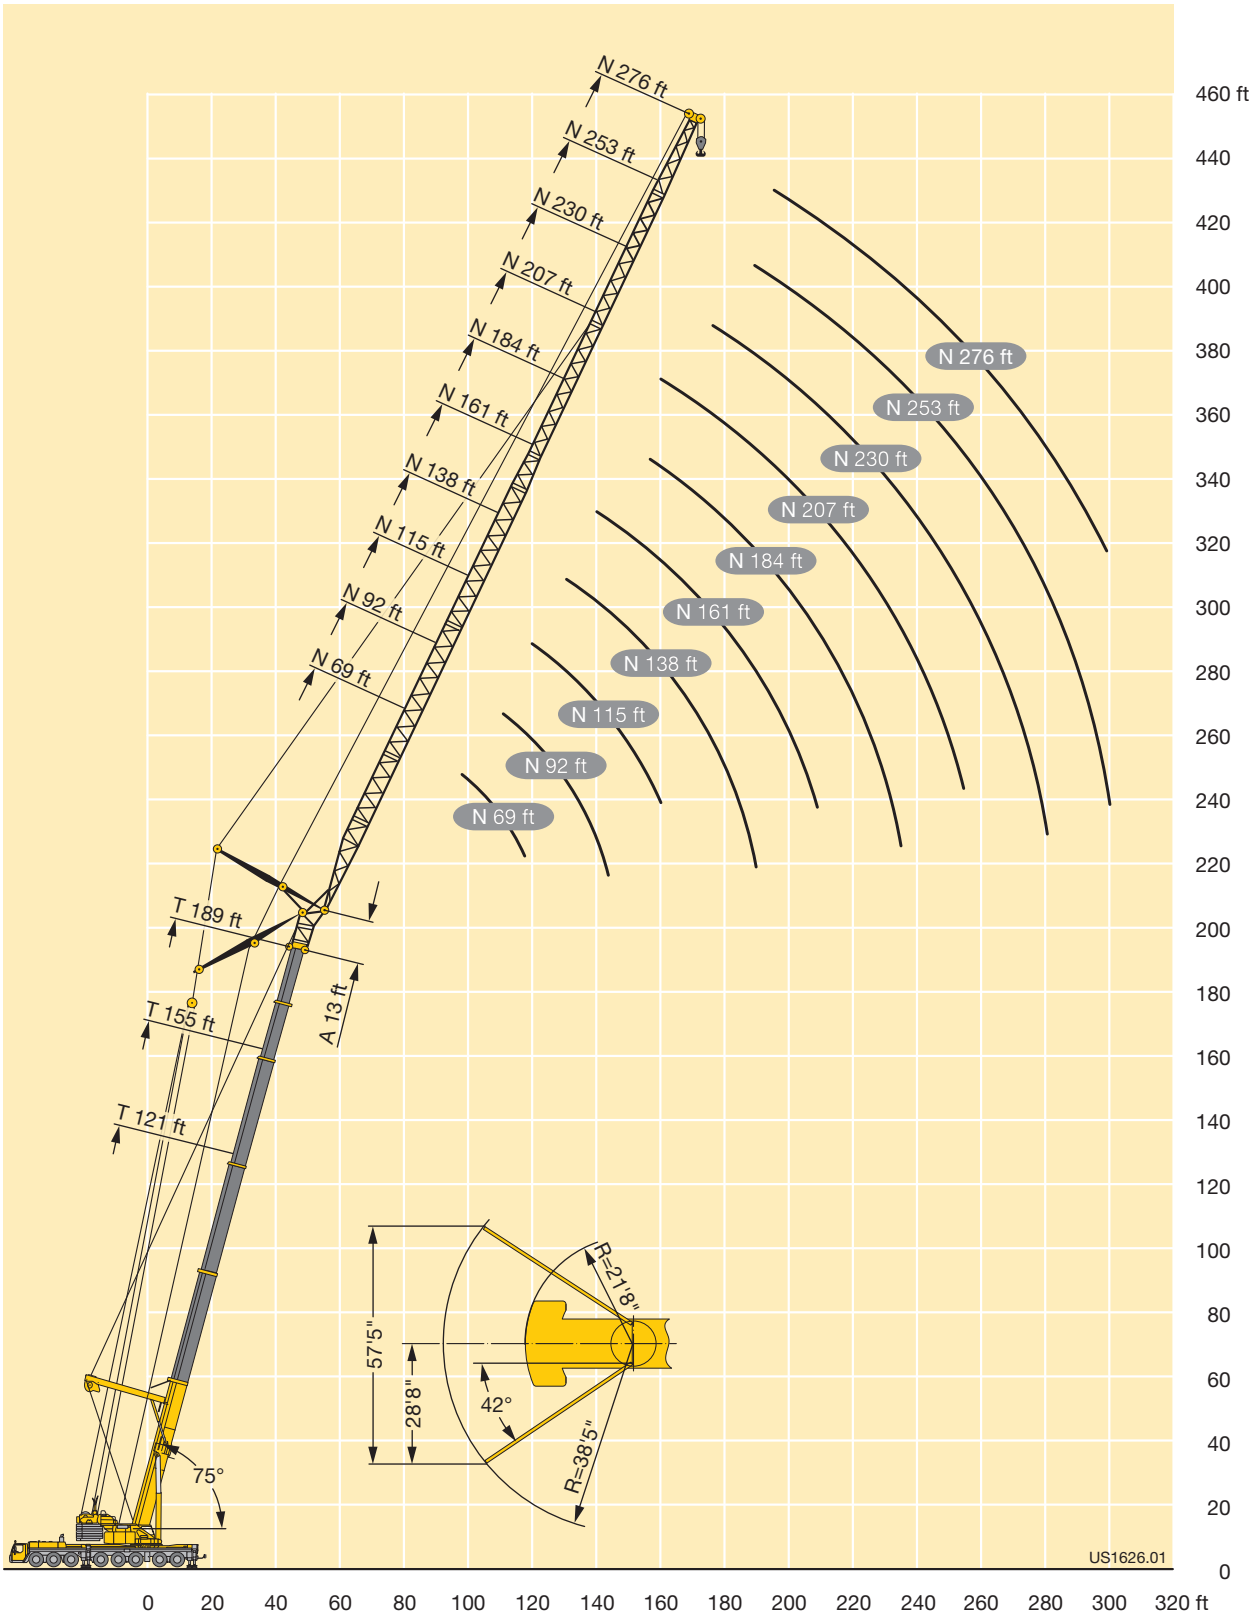 N 276 ft
N 253 ft
N 230 ft
N 207 ft
N 184 ft
N 161 ft
N 138 ft
N 115 ft
N 92 ft
N 69 ft
T 189 ft
T 155 ft
T 121 ft
A 13 ft
75°
N 276 ft
N 253 ft
N 230 ft
N 207 ft
N 184 ft
N 161 ft
N 138 ft
N 115 ft
N 92 ft
N 69 ft
57'5"
28'8"
42°
R=21'8"
R=38'5"
460 ft
440
420
400
380
360
340
320
300
280
260
240
220
200
180
160
140
120
100
80
60
40
20
0
US1626.01
0 20 40 60 80 100 120 140 160 180 200 220 240 260 280 300 320 ft